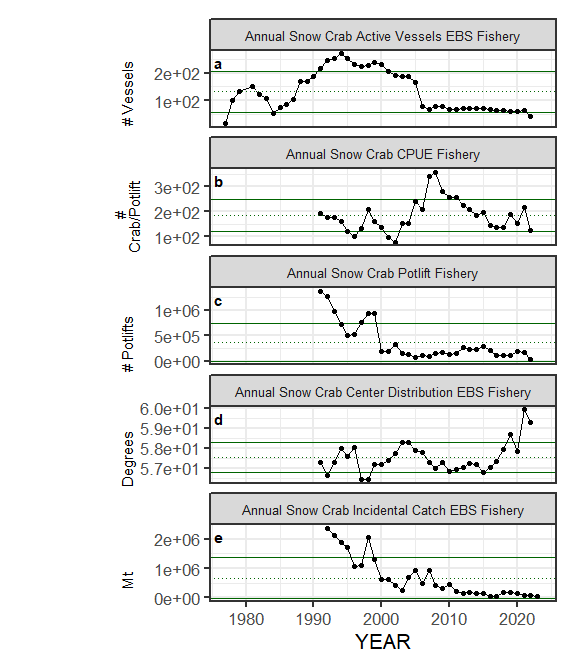 Annual Snow Crab Active Vessels EBS Fishery
a
# Vessels
2e+02
1e+02
Annual Snow Crab CPUE Fishery
b
#
Crab/Potlift
3e+02
2e+02
1e+02
Annual Snow Crab Potlift Fishery
c
# Potlifts
1e+06
5e+05
0e+00
Annual Snow Crab Center Distribution EBS Fishery
d
Degrees
6.0e+01
5.9e+01
5.8e+01
5.7e+01
Annual Snow Crab Incidental Catch EBS Fishery
e
Mt
2e+06
1e+06
0e+00
1980 1990 2000 2010 2020
YEAR